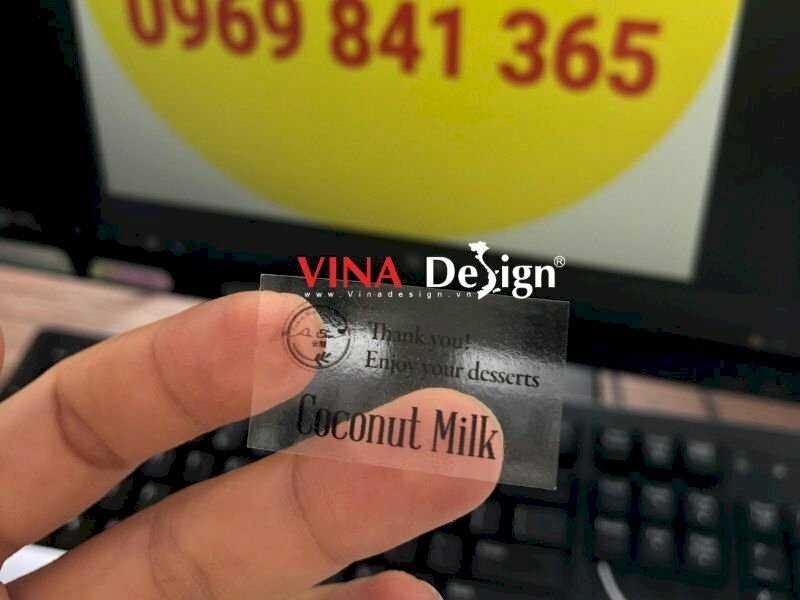 0969 841 365
VINA Design®
www.Vinadesign.vn
Thank you!
Enjoy your desserts
Coconut Milk